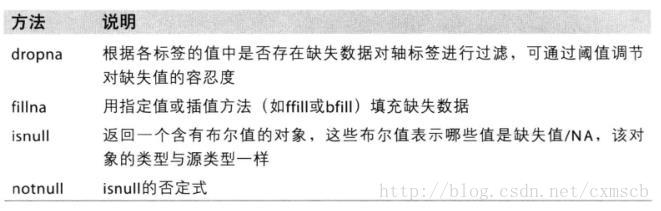 方法 说明
dropna 根据各标签的值中是否存在缺失数据对轴标签进行过滤，可通过阈值调节
对缺失值的容忍度
fillna 用指定值或插值方法（如ffill或bfill）填充缺失数据
isnull 返回一个含有布尔值的对象，这些布尔值表示哪些值是缺失值/NA，该对
象的类型与源类型一样
notnull isnull的否定式
http://blog.csdn.net/cxmscb